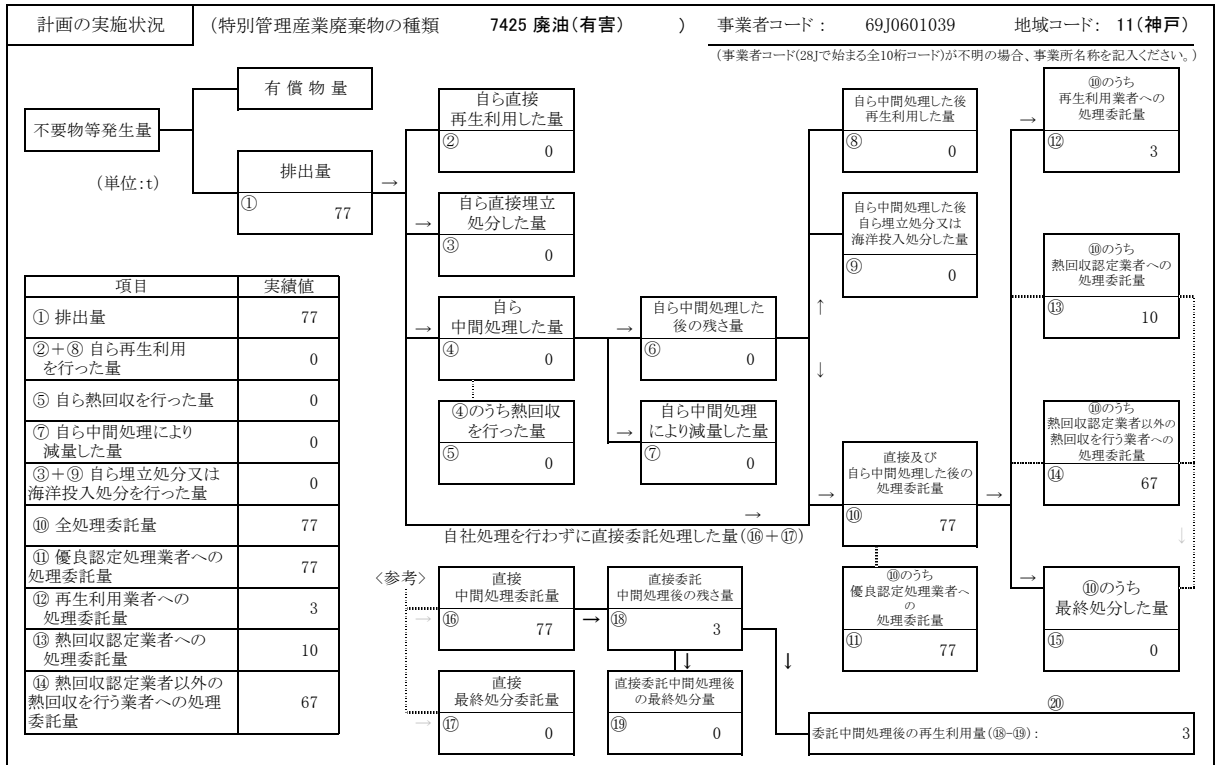 計画の実施状況
(特別管理産業廃棄物の種類 7425 廃油(有害) ) 事業者コード: 69J0601039 地域コード: 11(神戸)
(事業者コード(28Jで始まる全10桁コード)が不明の場合、事業所名称を記入ください。)
不要物等発生量
(単位:t)
有 償 物 量
排出量
① 77
→
自ら直接
再生利用した量
② 0
→
自ら直接埋立
処分した量
③ 0
→
自ら
中間処理した量
④ 0
④のうち熱回収
を行った量
⑤ 0
→
自ら中間処理した
後の残さ量
⑥ 0
→
自ら中間処理
により減量した量
⑦ 0
自ら中間処理した後
再生利用した量
⑧ 0
自ら中間処理した後
自ら埋立処分又は
海洋投入処分した量
⑨ 0
↑
↓
→
自社処理を行わずに直接委託処理した量(⑯+⑰)
→
直接及び
自ら中間処理した後の
処理委託量
⑩ 77
→
⑩のうち
優良認定処理業者へ
の
処理委託量
⑪ 77
→
⑩のうち
再生利用業者への
処理委託量
⑫ 3
⑩のうち
熱回収認定業者への
処理委託量
⑬ 10
⑩のうち
熱回収認定業者以外の
熱回収を行う業者への
処理委託量
⑭ 67
↓
→
⑩のうち
最終処分した量
⑮ 0
項目 実績値
① 排出量 77
②+⑧ 自ら再生利用
を行った量 0
⑤ 自ら熱回収を行った量 0
⑦ 自ら中間処理により
減量した量 0
③+⑨ 自ら埋立処分又は
海洋投入処分を行った量 0
⑩ 全処理委託量 77
⑪ 優良認定処理業者への
処理委託量 77
⑫ 再生利用業者への
処理委託量 3
⑬ 熱回収認定業者への
処理委託量 10
⑭ 熱回収認定業者以外の
熱回収を行う業者への処理
委託量 67
<参考>
→
直接
中間処理委託量
⑯ 77
→
直接委託
中間処理後の残さ量
⑱ 3
↓
↓
→
直接
最終処分委託量
⑰ 0
直接委託中間処理後
の最終処分量
⑲ 0
⑳
委託中間処理後の再生利用量(⑱-⑲): 3